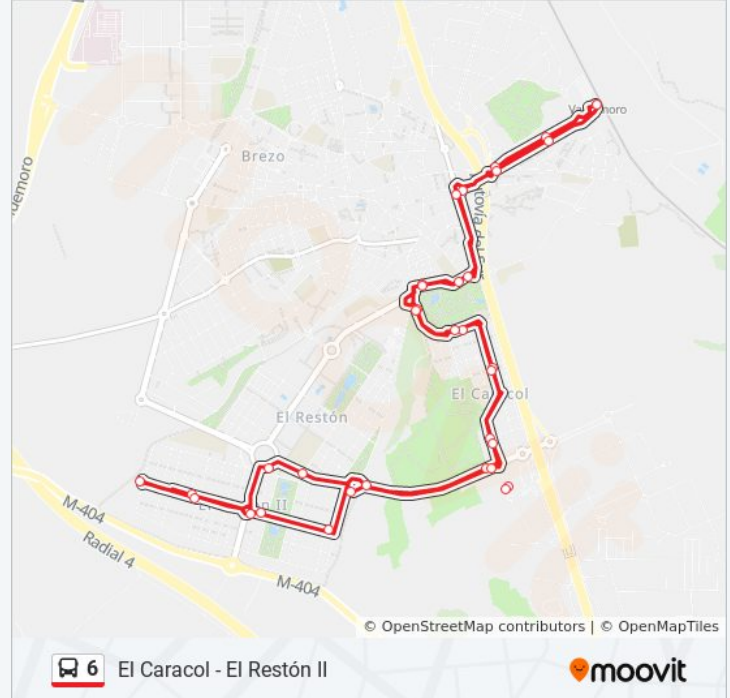 Valdemoro
Brezo
uemoro
El Restón
El Caracol
M-404
Radial 4
M-404
© OpenStreetMap contributors | © OpenMapTiles
6 El Caracol - El Restón II
moovit